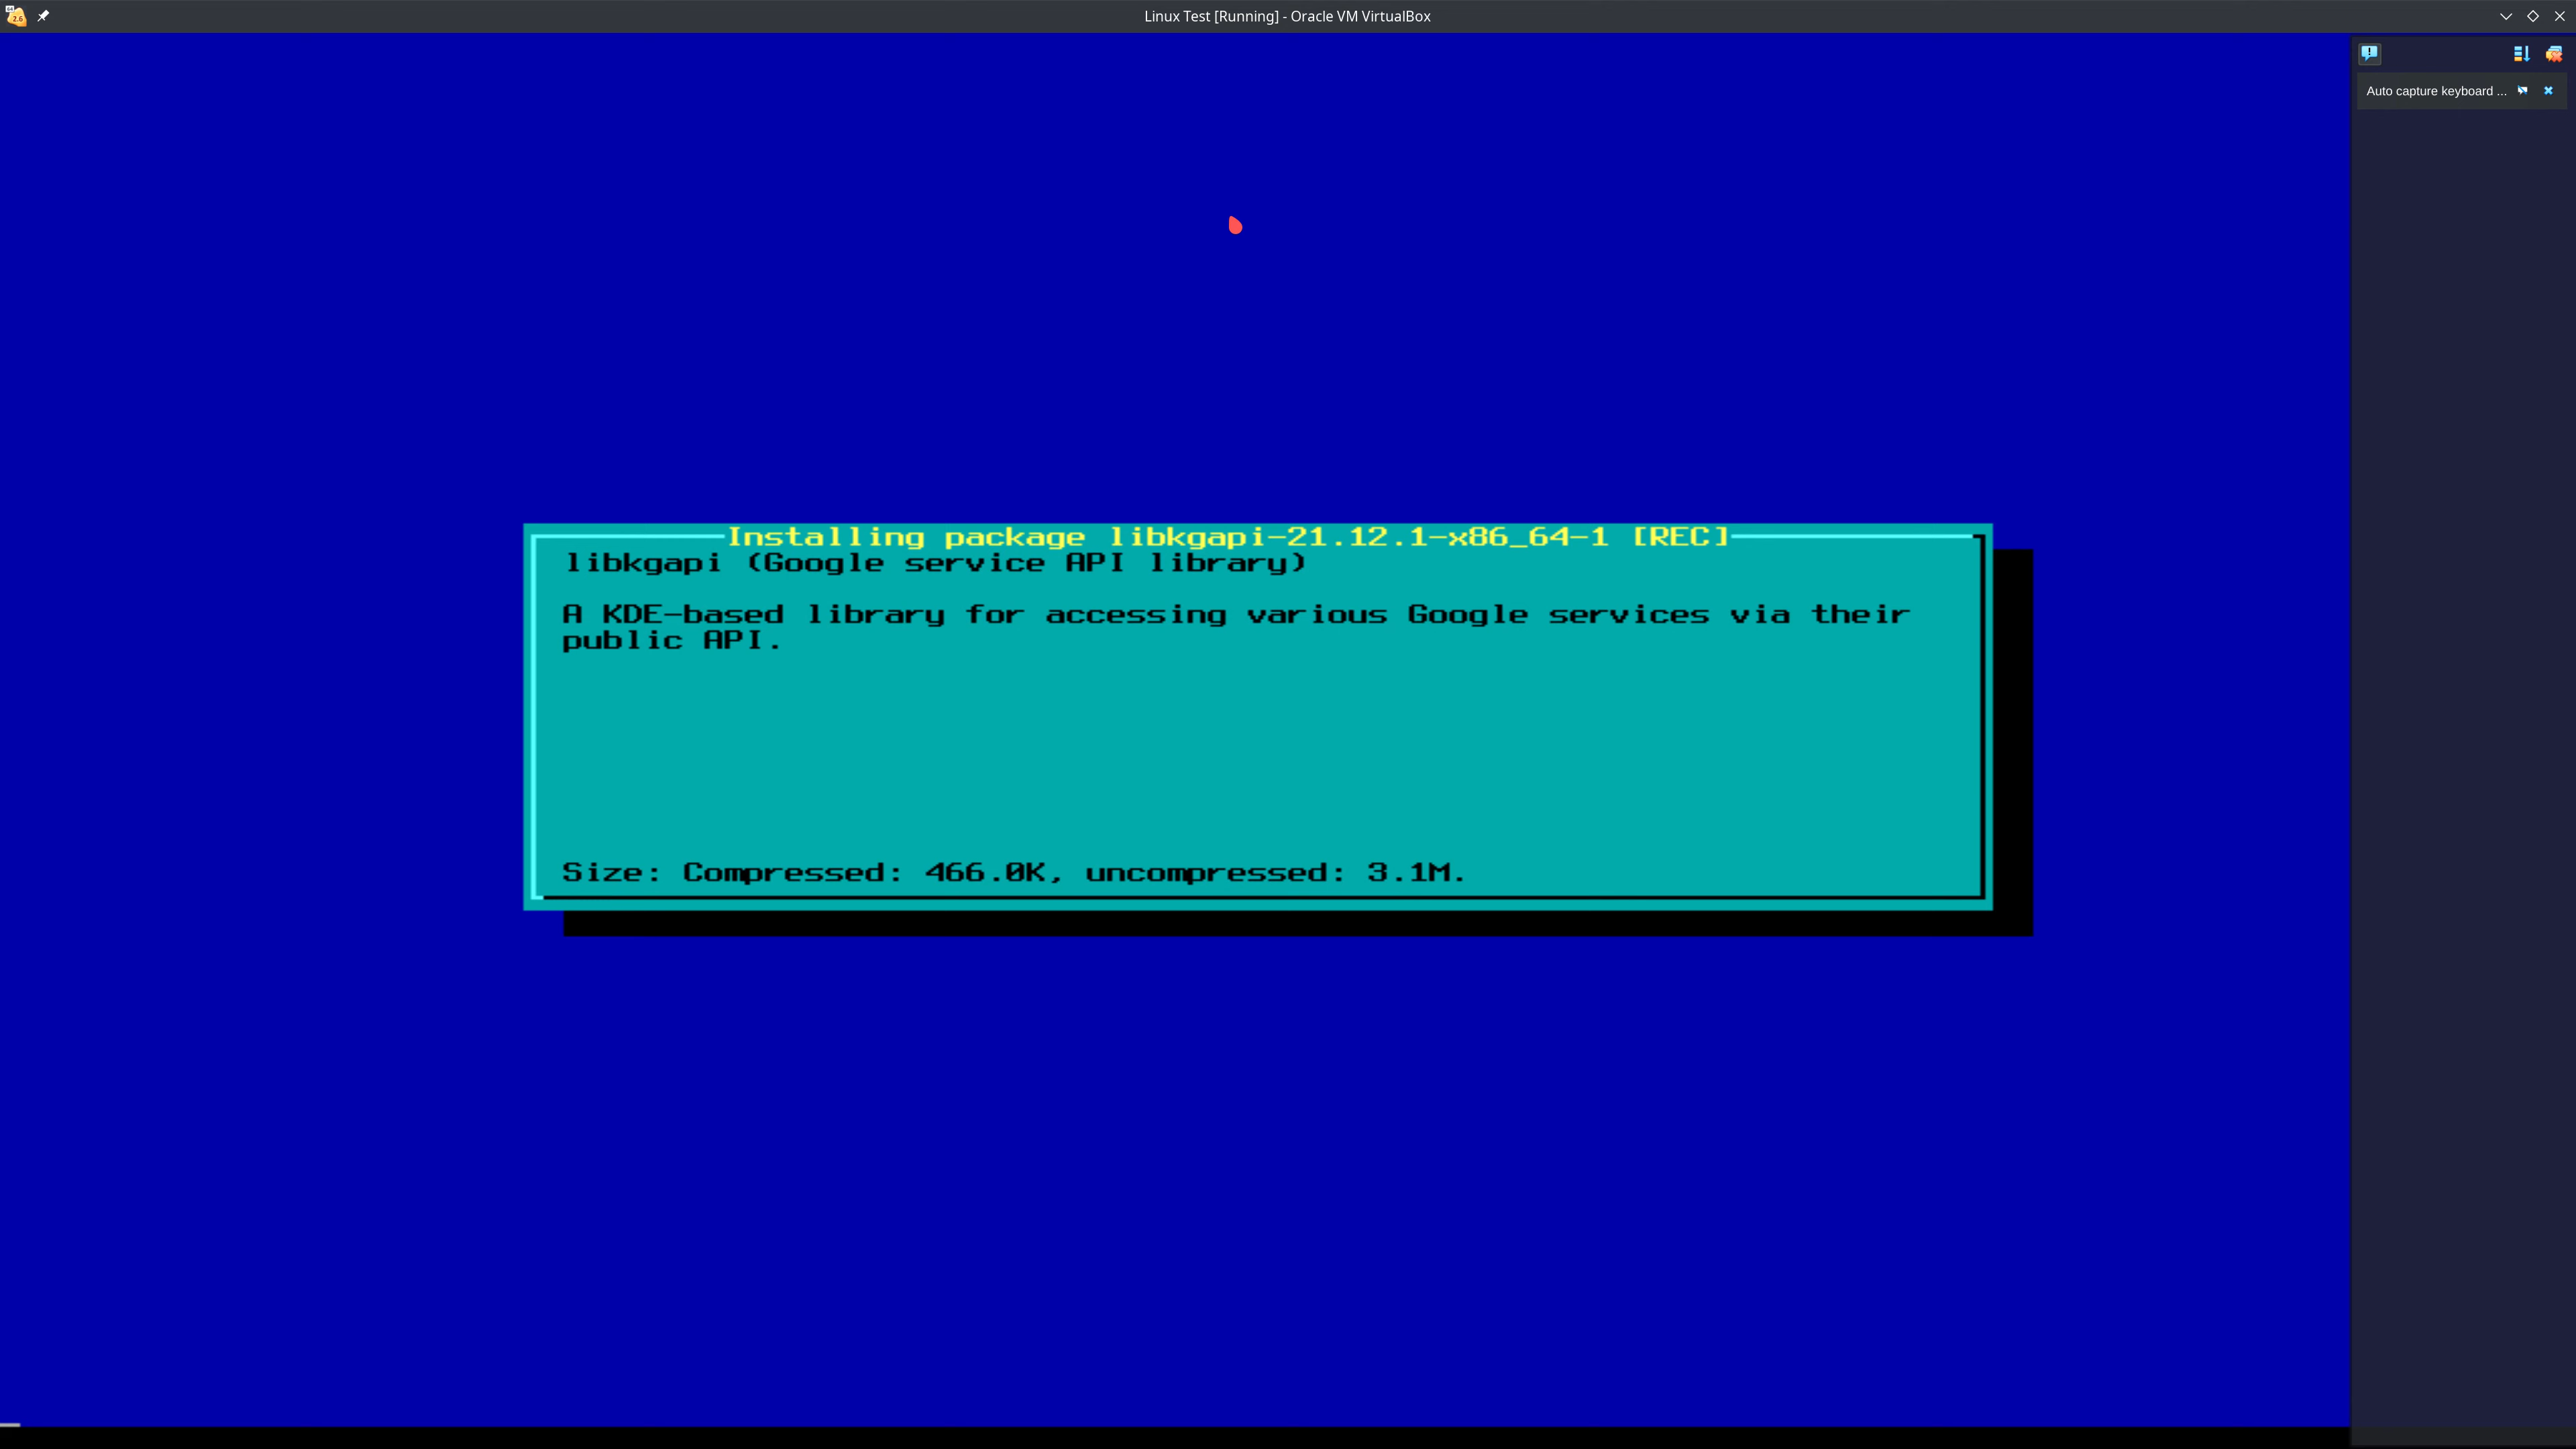 Linux Test [Running] - Oracle VM VirtualBox
Auto capture keyboard ...
Installing package libkgapi-21.12.1-x86_64-1 [REC]
libkgapi (Google service API library)
A KDE-based library for accessing various Google services via their
public API.
Size: Compressed: 466.0K, uncompressed: 3.1M.